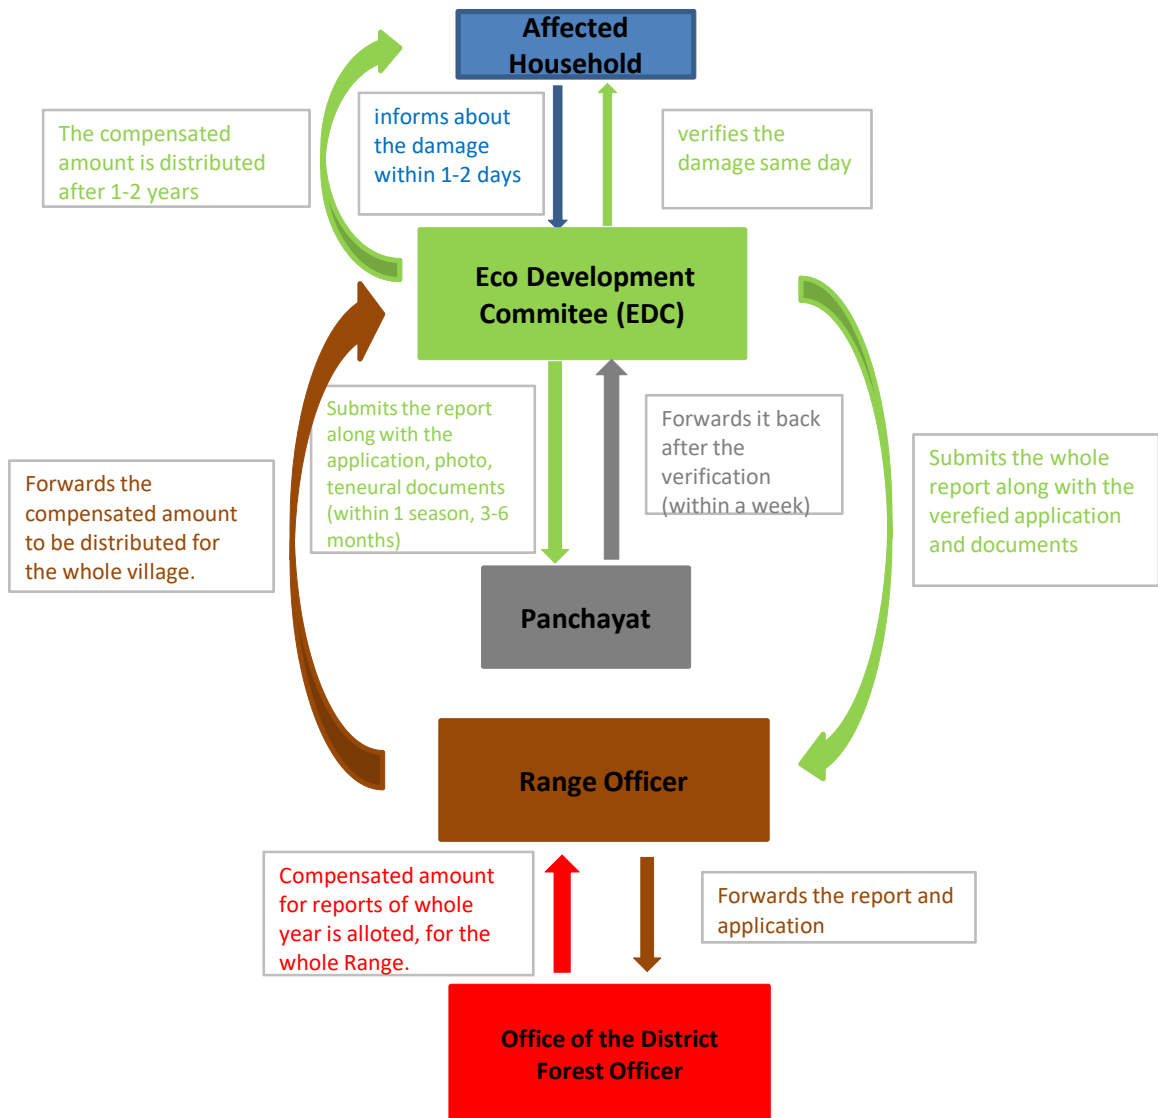 Affected
Household
The compensated
amount is distributed
after 1-2 years
informs about
the damage
within 1-2 days
verifies the
damage same day
Eco Development
Commitee (EDC)
Submits the report
along with the
application, photo,
teneural documents
(within 1 season, 3-6
months)
Forwards it back
after the
verification
(within a week)
Forwards the
compensated amount
to be distributed for
the whole village.
Submits the whole
report along with the
verefied application
and documents
Panchayat
Range Officer
Compensated amount
for reports of whole
year is alloted, for the
whole Range.
Forwards the report and
application
Office of the District
Forest Officer